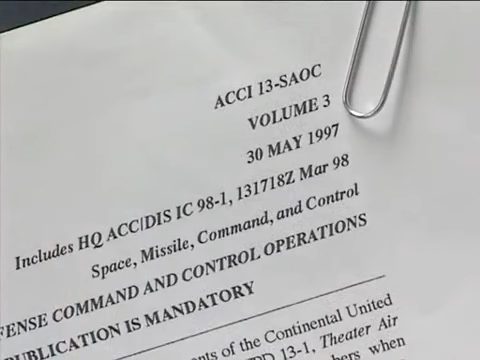 ACCI 13-SAOC
VOLUME 3
30 MAY 1997
Includes HQ ACC/DIS IC 98-1, 131718Z Mar 98
Space, Missile, Command, and Control
FENSE COMMAND AND CONTROL OPERATIONS
PUBLICATION IS MANDATORY
nts of the Continental United
13-1, Theater Air
when